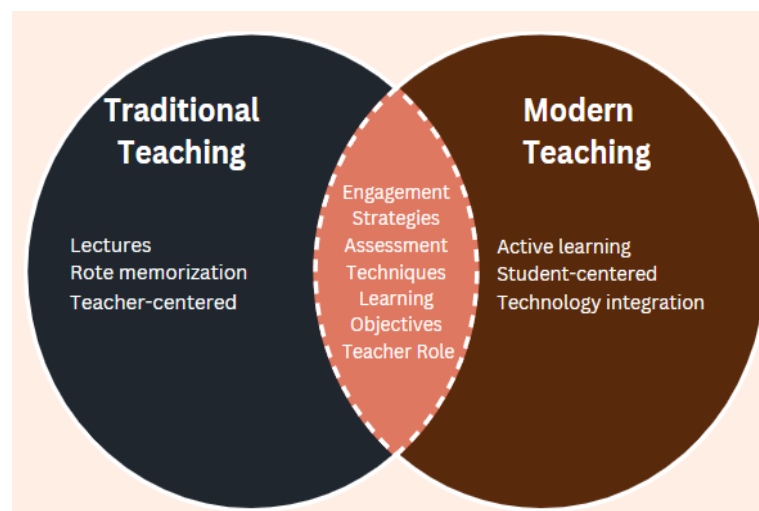 Traditional
Teaching
Lectures
Rote memorization
Teacher-centered
Engagement
Strategies
Assessment
Techniques
Learning
Objectives
Teacher Role
Modern
Teaching
Active learning
Student-centered
Technology integration